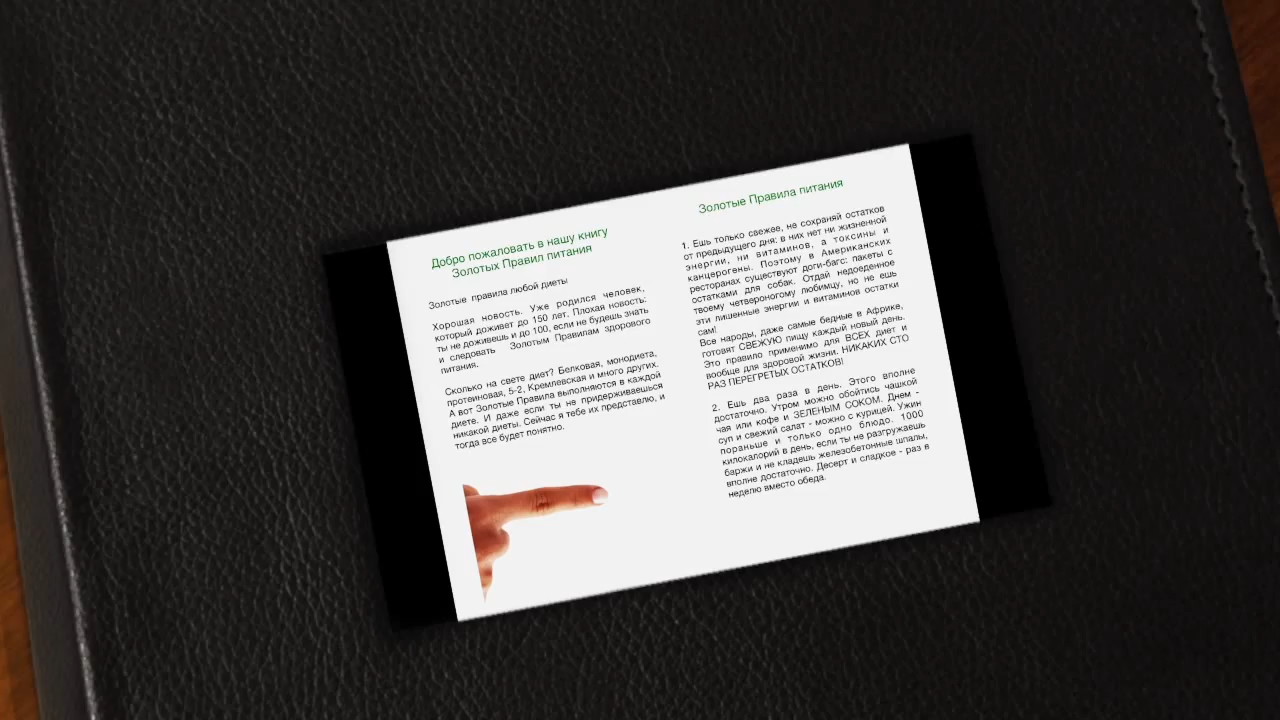 Добро пожаловать в нашу книгу
Золотых Правил питания
Золотые правила любой диеты
Хорошая новость. Уже родился человек,
который доживет до 150 лет. Плохая новость:
ты не доживешь и до 100, если не будешь знать
и следовать Золотым Правилам здорового
питания.
Сколько на свете диет? Белковая, монодиета,
протеиновая, 5-2, Кремлевская и много других.
А вот Золотые Правила выполняются в каждой
диете. И даже если ты не придерживаешься
никакой диеты. Сейчас я тебе их представлю, и
тогда все будет понятно.
Золотые Правила питания
1. Ешь только свежее, не сохраняй остатков
от предыдущего дня: в них нет ни жизненной
энергии, ни витаминов, а токсины и
канцерогены. Поэтому в Американских
ресторанах существуют доги-багс: пакеты с
остатками для собак. Отдай недоеденное
твоему четвероногому любимцу, но не ешь
эти лишенные энергии и витаминов остатки
сам!
Все народы, даже самые бедные в Африке,
готовят СВЕЖУЮ пищу каждый новый день.
Это правило применимо для ВСЕХ диет и
вообще для здоровой жизни. НИКАКИХ СТО
РАЗ ПЕРЕГРЕТЫХ ОСТАТКОВ!
2. Ешь два раза в день. Этого вполне
достаточно. Утром можно обойтись чашкой
чая или кофе и ЗЕЛЕНЫМ СОКОМ. Днем -
суп и свежий салат - можно с курицей. Ужин
пораньше и только одно блюдо. 1000
килокалорий в день, если ты не разгружаешь
баржи и не кладешь железобетонные шпалы,
вполне достаточно. Десерт и сладкое - раз в
неделю вместо обеда.